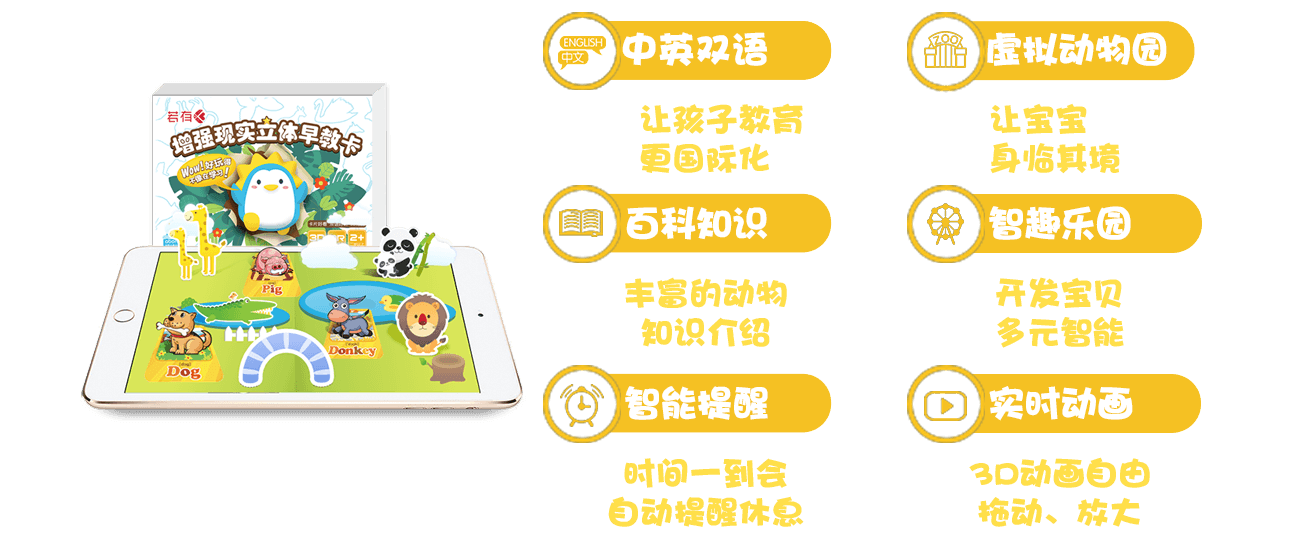 若有
增强现实立体早教卡
Wow! 好玩得
不像在学习!
2+
Pig
Dog
Donkey
ENGLISH
中文
中英双语
让孩子教育
更国际化
ZOO
虚拟动物园
让宝宝
身临其境
百科知识
丰富的动物
知识介绍
智趣乐园
开发宝贝
多元智能
智能提醒
时间一到会
自动提醒休息
实时动画
3D动画自由
拖动、放大